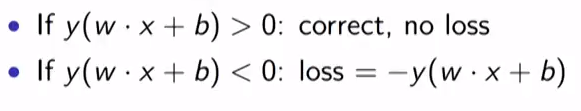 • If y(w · x + b) > 0: correct, no loss
• If y(w · x + b) < 0: loss = −y(w · x + b)